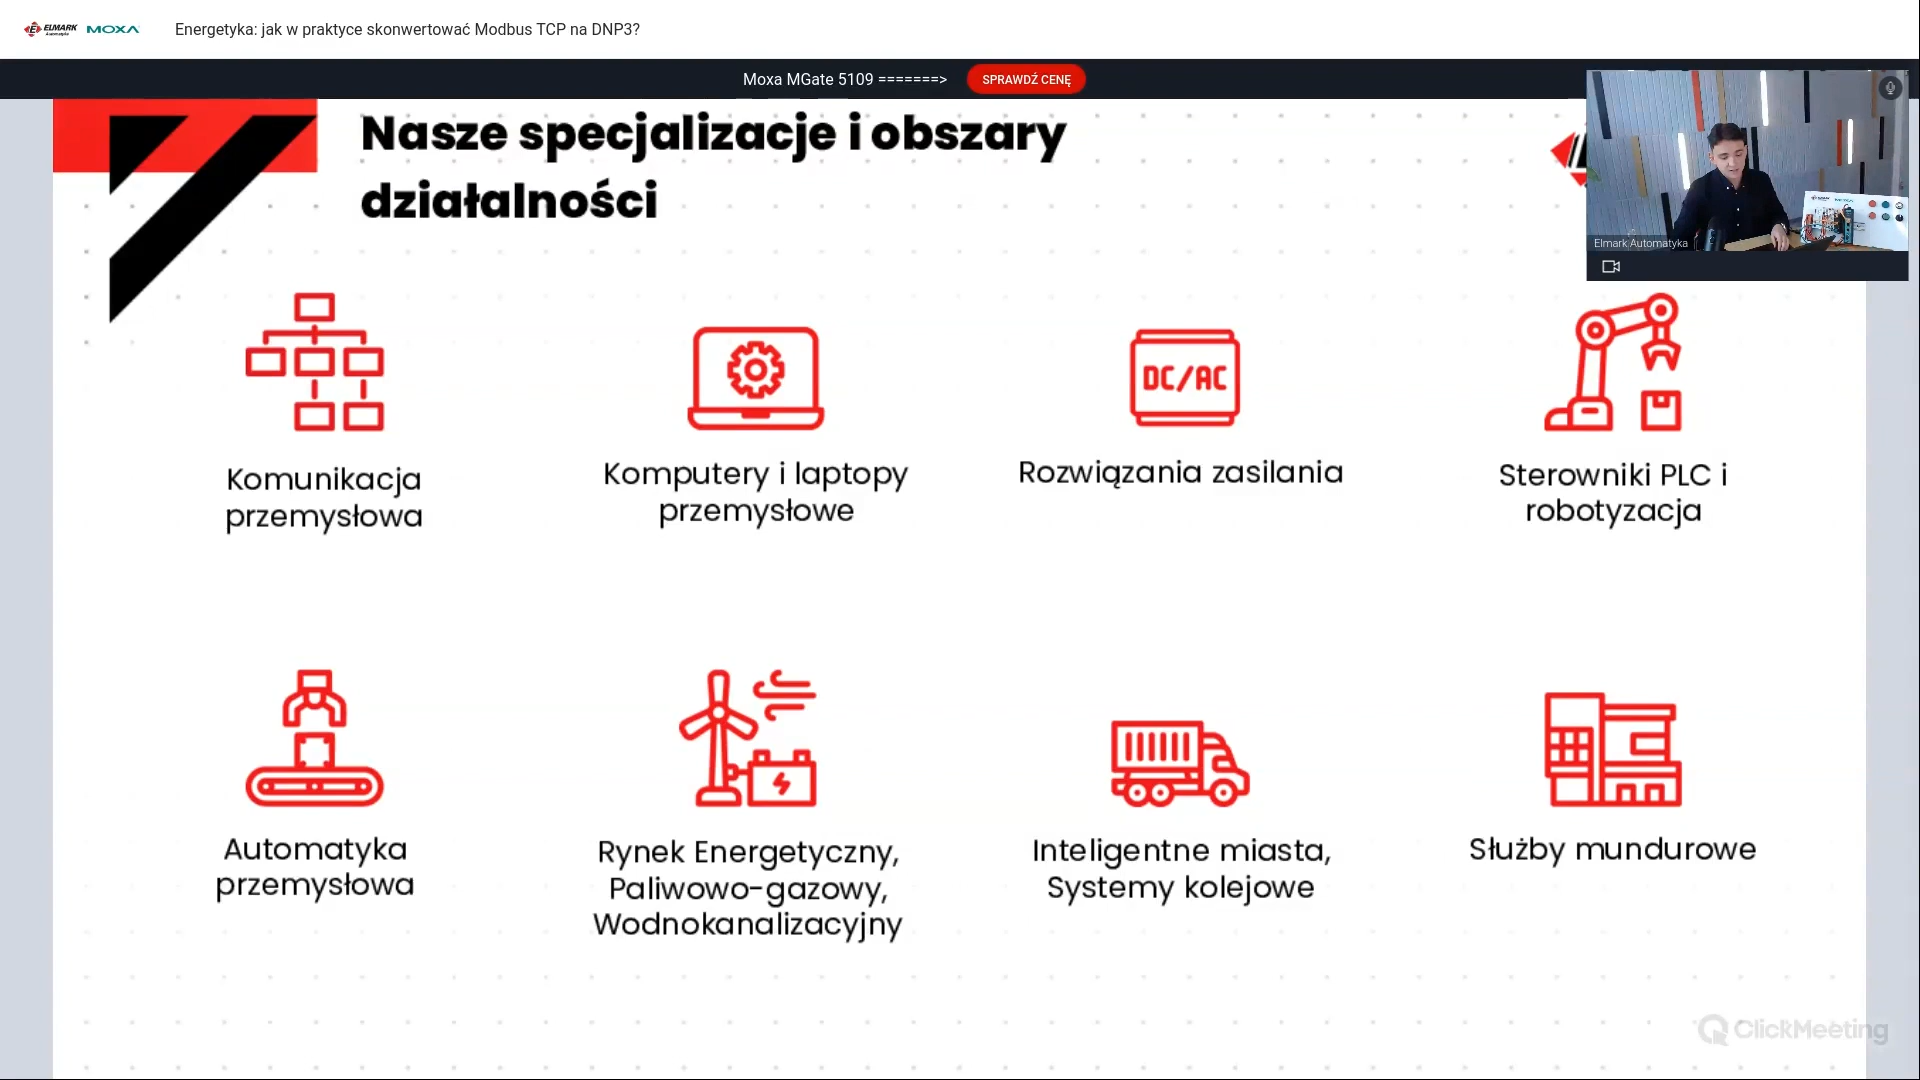 ELMARK
Automatyka
MOXA
Energetyka: jak w praktyce skonwertować Modbus TCP na DNP3?
Moxa MGate 5109 =======>
SPRAWDŹ CENĘ
Nasze specjalizacje i obszary
działalności
Elmark Automatyka
DC/AC
Komunikacja
przemysłowa
Komputery i laptopy
przemysłowe
Rozwiązania zasilania
Sterowniki PLC i
robotyzacja
Automatyka
przemysłowa
Rynek Energetyczny,
Paliwowo-gazowy,
Wodnokanalizacyjny
Inteligentne miasta,
Systemy kolejowe
Służby mundurowe
ClickMeeting